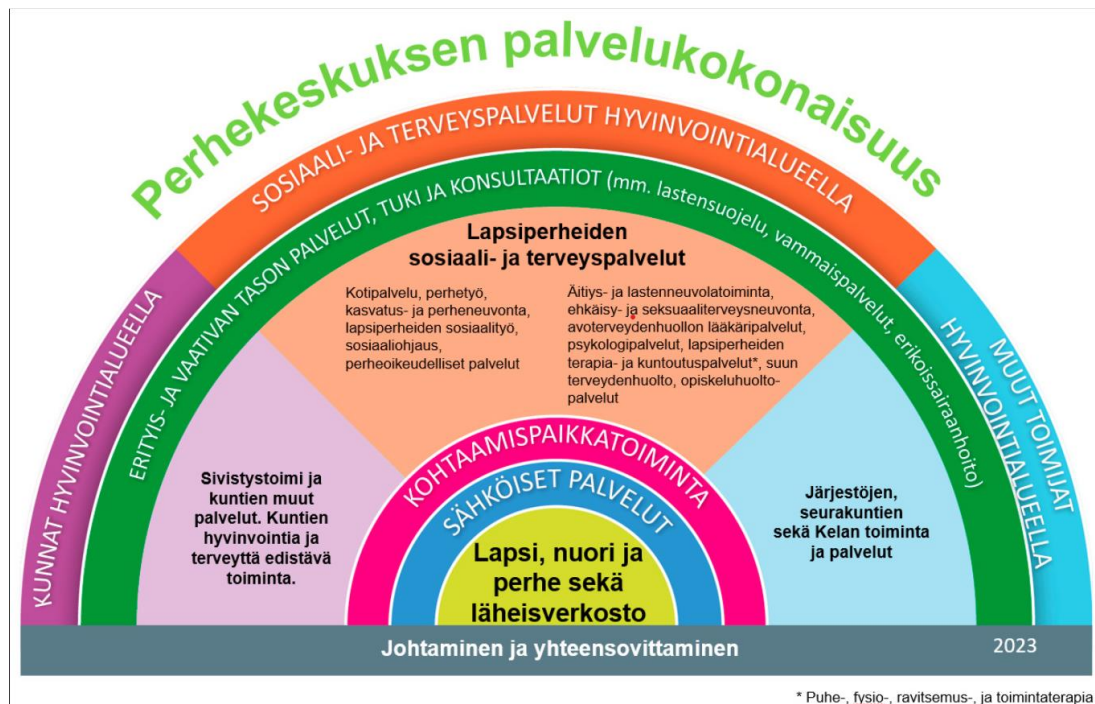 Perhekeskuksen palvelukokonaisuus
SOSIAALI- JA TERVEYSPALVELUT HYVINVOINTIALUEELLA
KUNNAT HYVINVOINTIALUEELLA
MUUT TOIMIJAT
HYVINVOINTIALUEELLA
ERITYIS- JA VAATIVAN TASON PALVELUT, TUKI JA KONSULTAATIOT (mm. lastensuojelu, vammaispalvelut, erikoissairaanhoito)
Lapsiperheiden
sosiaali- ja terveyspalvelut
Kotipalvelu, perhetyö,
kasvatus- ja perheneuvonta,
lapsiperheiden sosiaalityö,
sosiaaliohjaus,
perheoikeudelliset palvelut
Äitiys- ja lastenneuvolatoiminta,
ehkäisy- ja seksuaaliterveysneuvonta,
avoterveydenhuollon lääkäripalvelut,
psykologipalvelut, lapsiperheiden
terapia- ja kuntoutuspalvelut*, suun
terveydenhuolto, opiskeluhuolto-
palvelut
Sivistystoimi ja
kuntien muut
palvelut. Kuntien
hyvinvointia ja
terveyttä edistävä
toiminta.
Järjestöjen,
seurakuntien
sekä Kelan toiminta
ja palvelut
KOHTAAMISPAIKKATOIMINTA
SÄHKÖISET PALVELUT
Lapsi, nuori ja
perhe sekä
läheisverkosto
Johtaminen ja yhteensovittaminen
2023
* Puhe-, fysio-, ravitsemus-, ja toimintaterapia